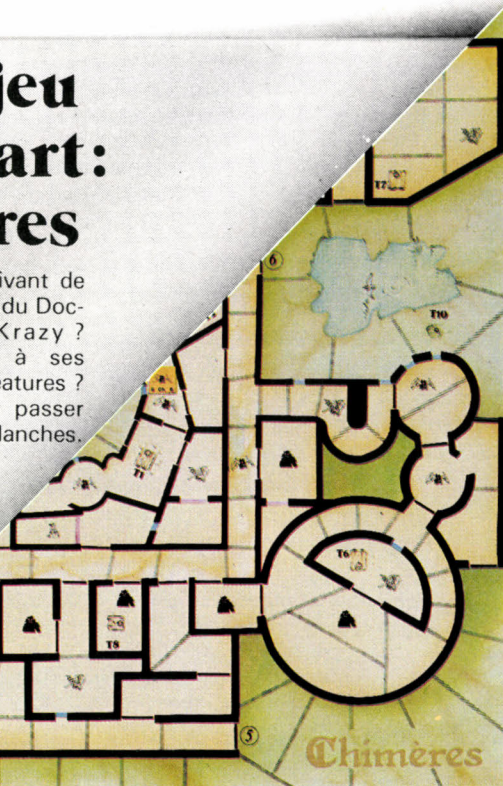 jeu
art:
res
ivant de
du Doc-
Krazy ?
à ses
éatures ?
passer
lanches.
T7
6
T10
T1
T6
T8
5
Chimères